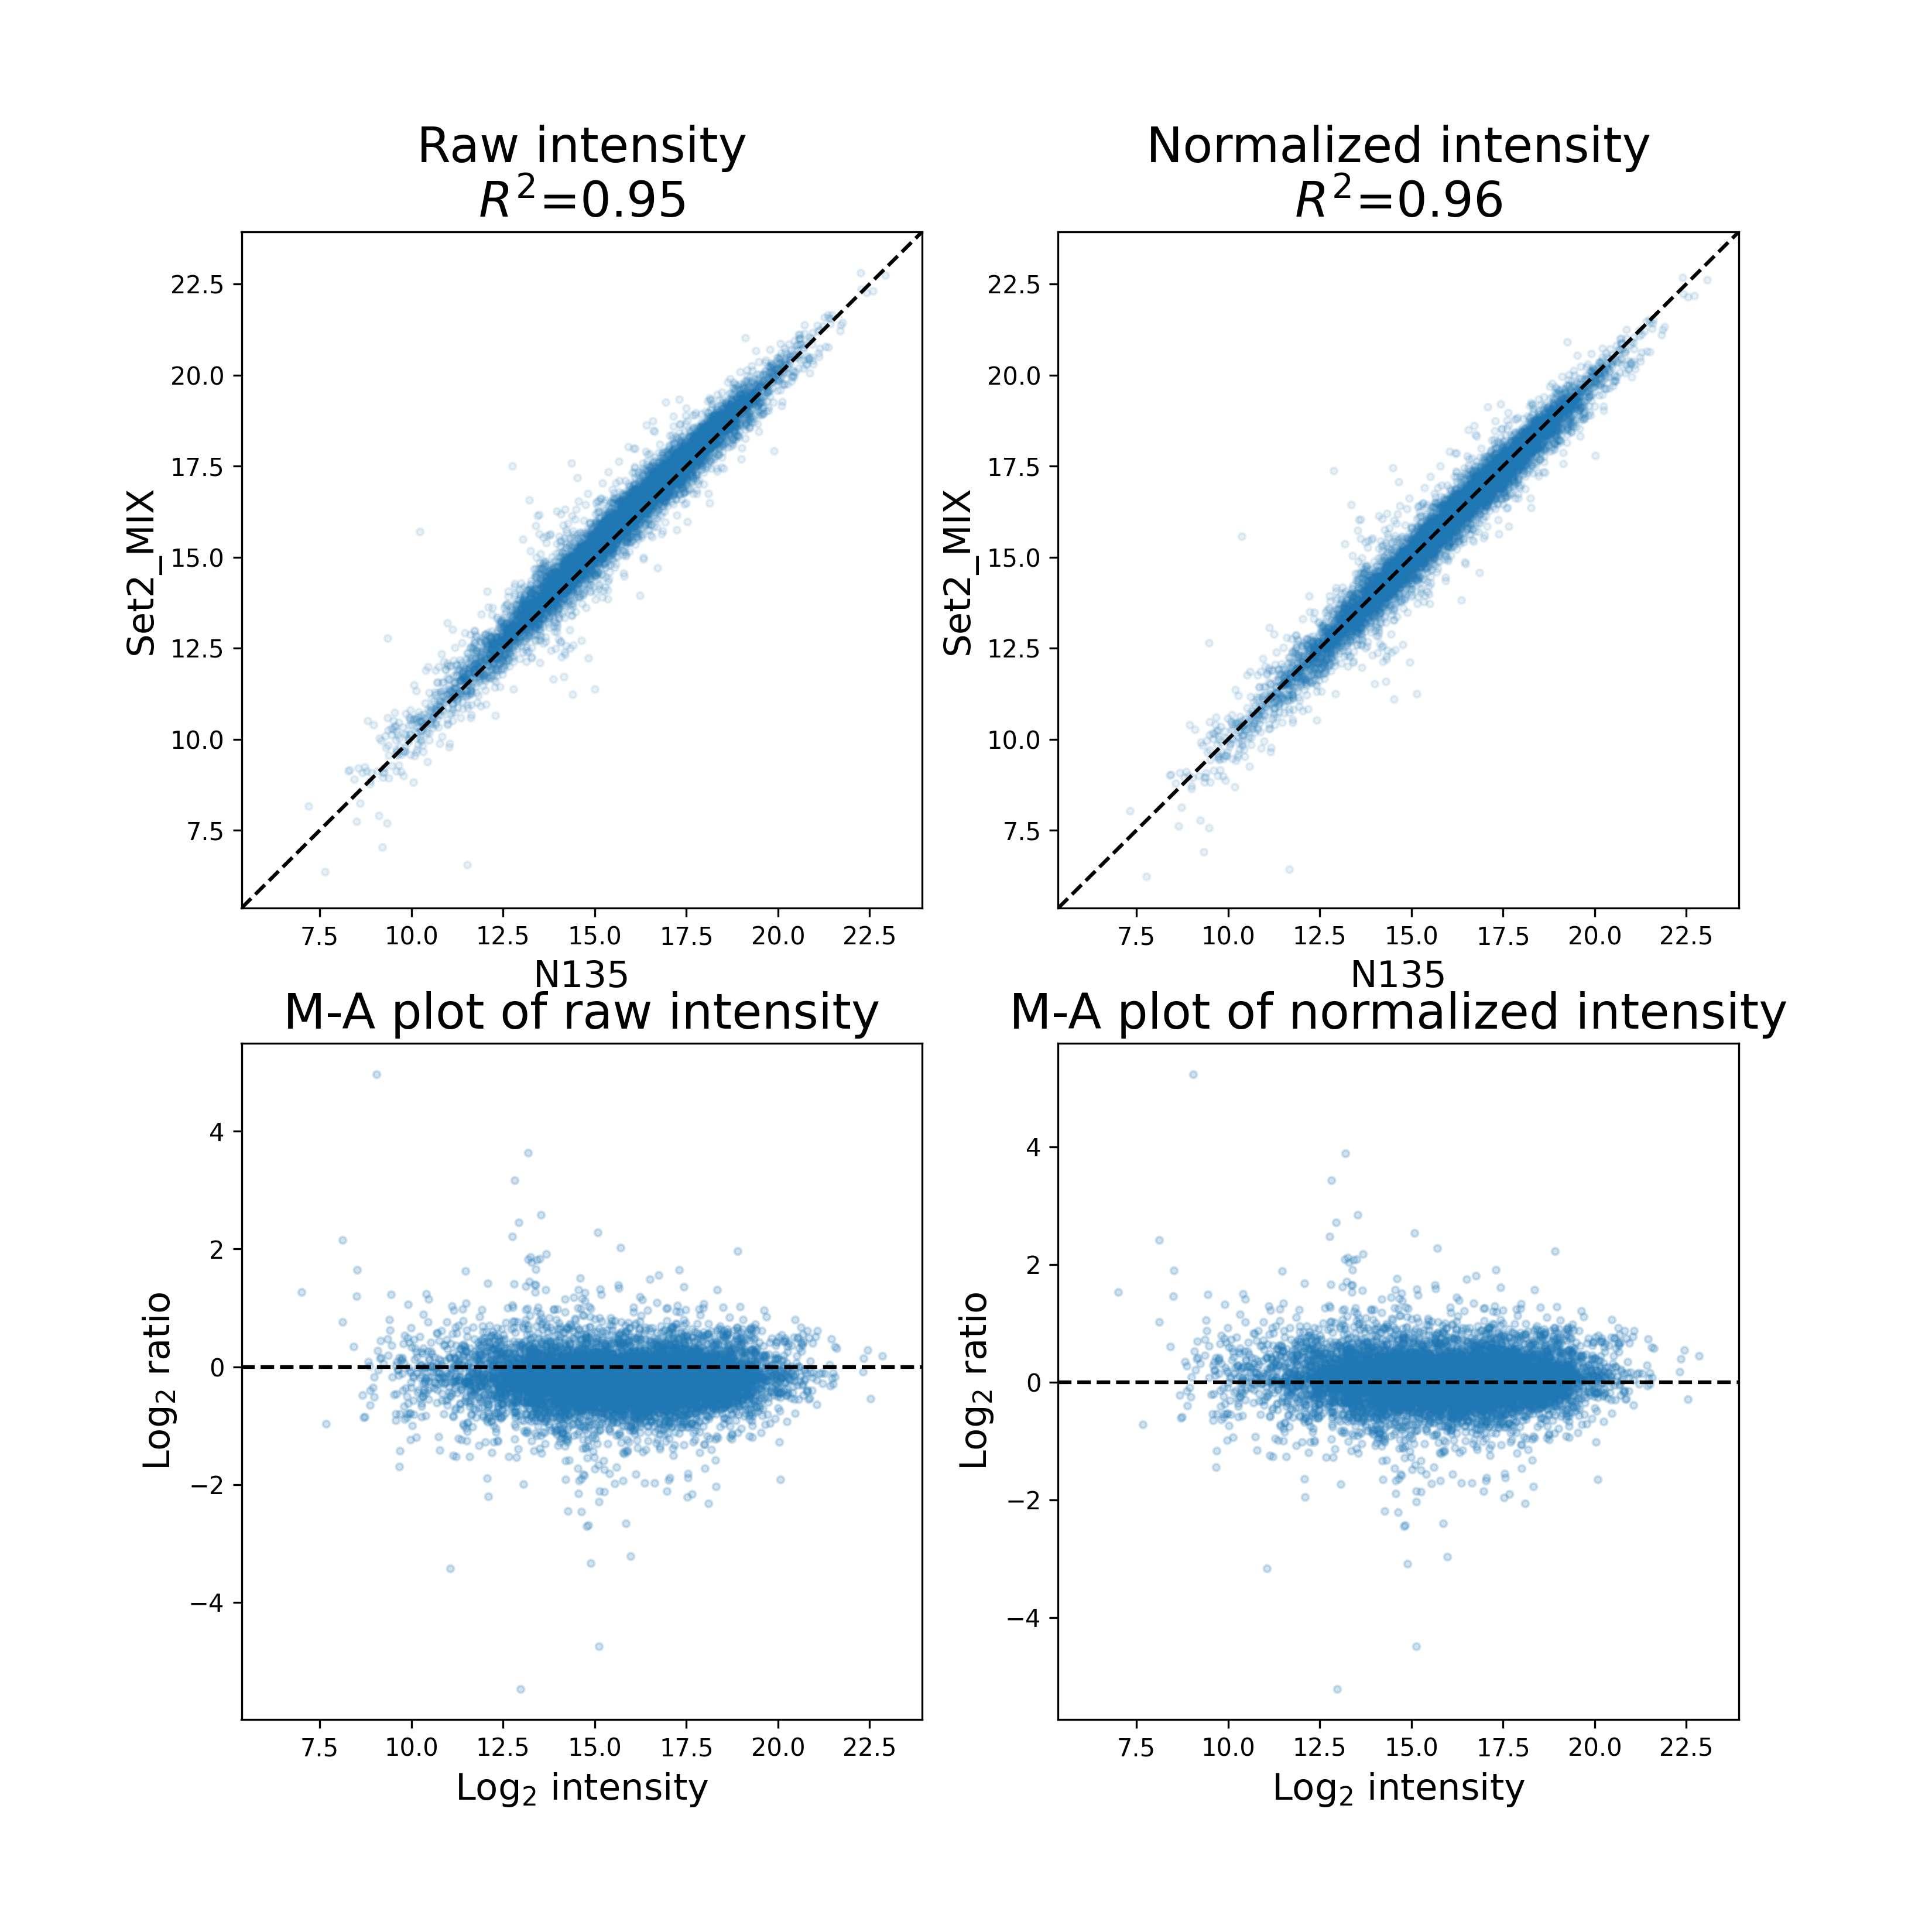 Raw intensity
R²=0.95
22.5
20.0
17.5
15.0
12.5
10.0
7.5
Set2_MIX
7.5 10.0 12.5 15.0 17.5 20.0 22.5
N135
Normalized intensity
R²=0.96
22.5
20.0
17.5
15.0
12.5
10.0
7.5
Set2_MIX
7.5 10.0 12.5 15.0 17.5 20.0 22.5
N135
M-A plot of raw intensity
4
2
0
−2
−4
Log₂ ratio
7.5 10.0 12.5 15.0 17.5 20.0 22.5
Log₂ intensity
M-A plot of normalized intensity
4
2
0
−2
−4
Log₂ ratio
7.5 10.0 12.5 15.0 17.5 20.0 22.5
Log₂ intensity